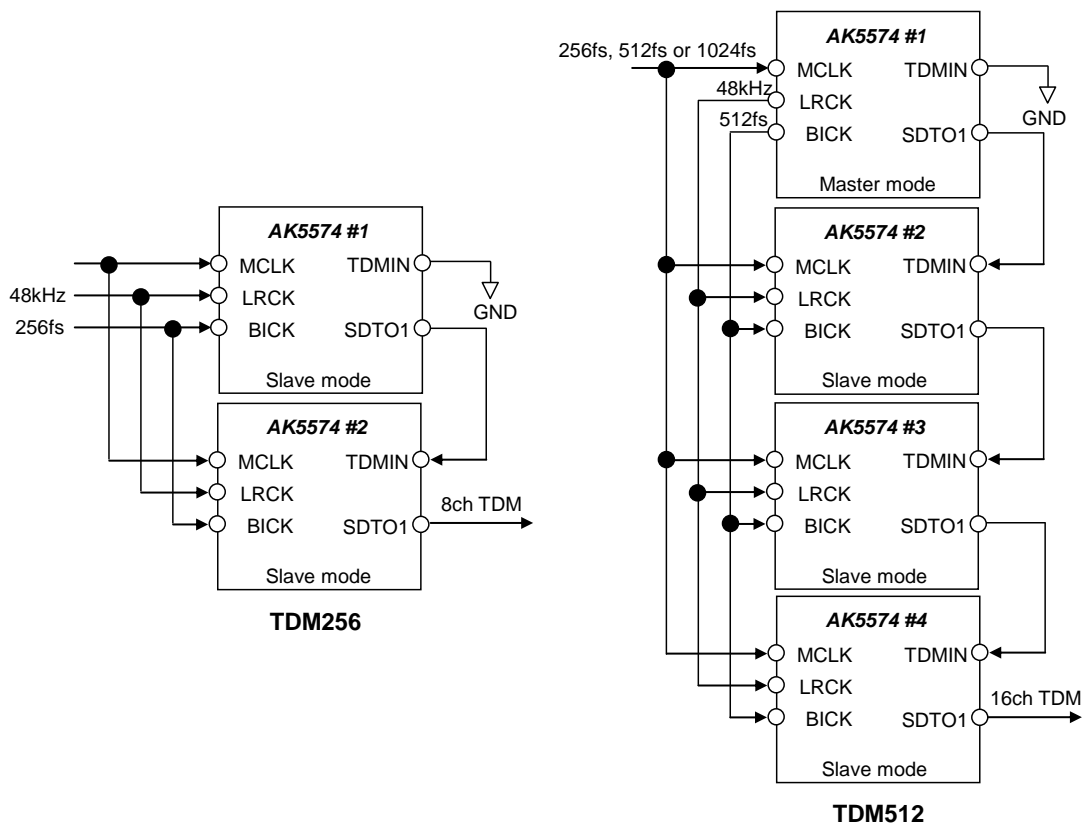 AK5574 #1
MCLK TDMIN
48kHz LRCK
GND
256fs BICK SDTO1
Slave mode
AK5574 #2
MCLK TDMIN
LRCK
8ch TDM
BICK SDTO1
Slave mode
TDM256
AK5574 #1
256fs, 512fs or 1024fs
MCLK TDMIN
48kHz
LRCK
512fs
GND
BICK SDTO1
Master mode
AK5574 #2
MCLK TDMIN
LRCK
BICK SDTO1
Slave mode
AK5574 #3
MCLK TDMIN
LRCK
BICK SDTO1
Slave mode
AK5574 #4
MCLK TDMIN
LRCK
16ch TDM
BICK SDTO1
Slave mode
TDM512